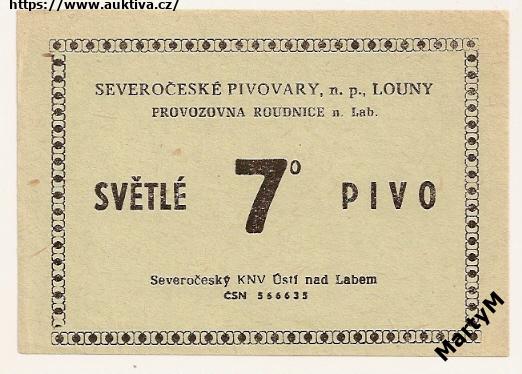 https://www.auktiva.cz/
SEVEROČESKÉ PIVOVARY, n. p., LOUNY
PROVOZOVNA ROUDNICE n. Lab.
SVĚTLÉ 7° PIVO
Severočeský KNV Ústí nad Labem
ČSN 566635
MartyM